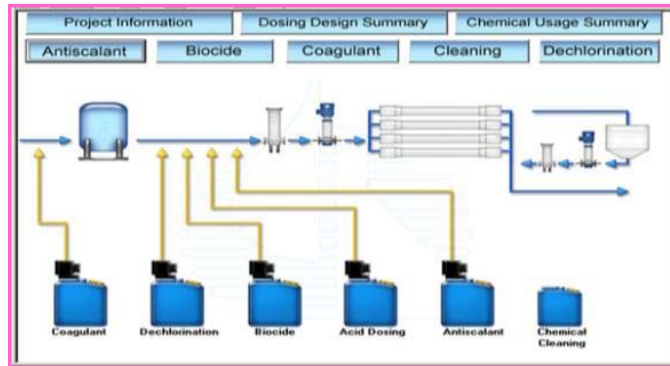 Project Information
Dosing Design Summary
Chemical Usage Summary
Antiscalant
Biocide
Coagulant
Cleaning
Dechlorination
Coagulant
Dechlorination
Biocide
Acid Dosing
Antiscalant
Chemical
Cleaning